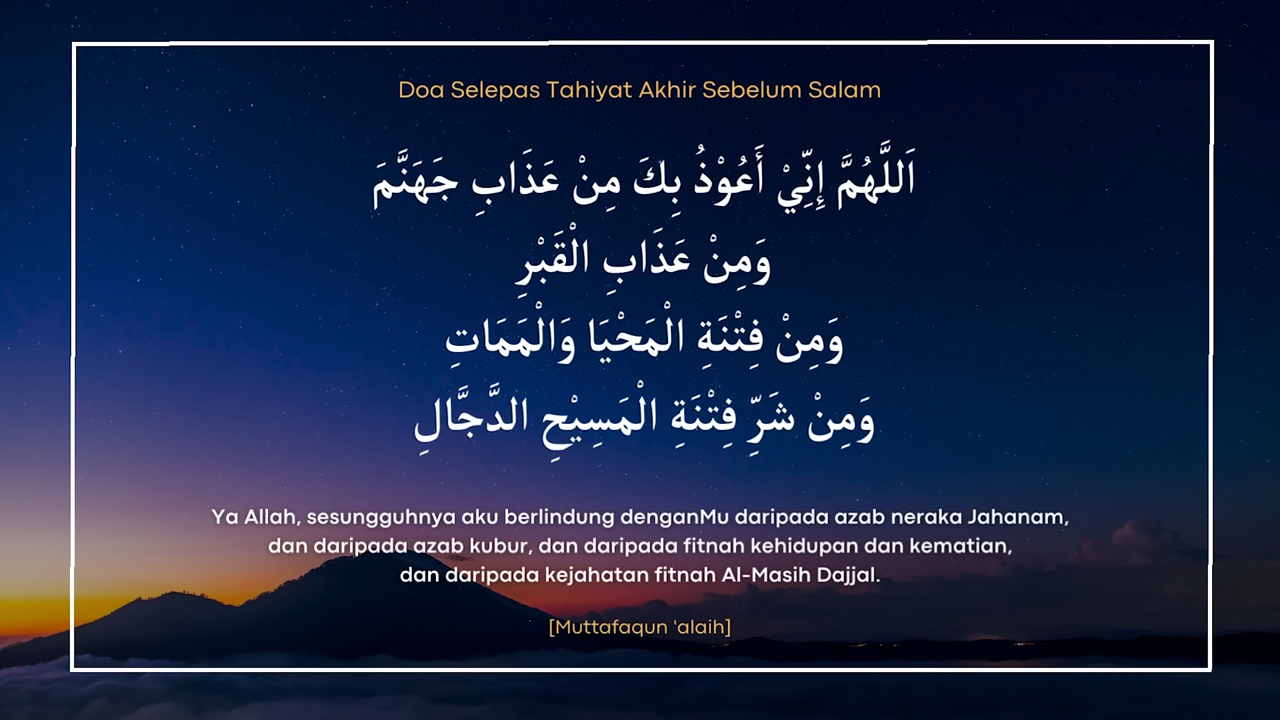 Doa Selepas Tahiyat Akhir Sebelum Salam
اَللَّهُمَّ إِنِّيْ أَعُوْذُ بِكَ مِنْ عَذَابِ جَهَنَّمَ
وَمِنْ عَذَابِ الْقَبْرِ
وَمِنْ فِتْنَةِ الْمَحْيَا وَالْمَمَاتِ
وَمِنْ شَرِّ فِتْنَةِ الْمَسِيْحِ الدَّجَّالِ
Ya Allah, sesungguhnya aku berlindung denganMu daripada azab neraka Jahanam,
dan daripada azab kubur, dan daripada fitnah kehidupan dan kematian,
dan daripada kejahatan fitnah Al-Masih Dajjal.
[Muttafaqun 'alaih]